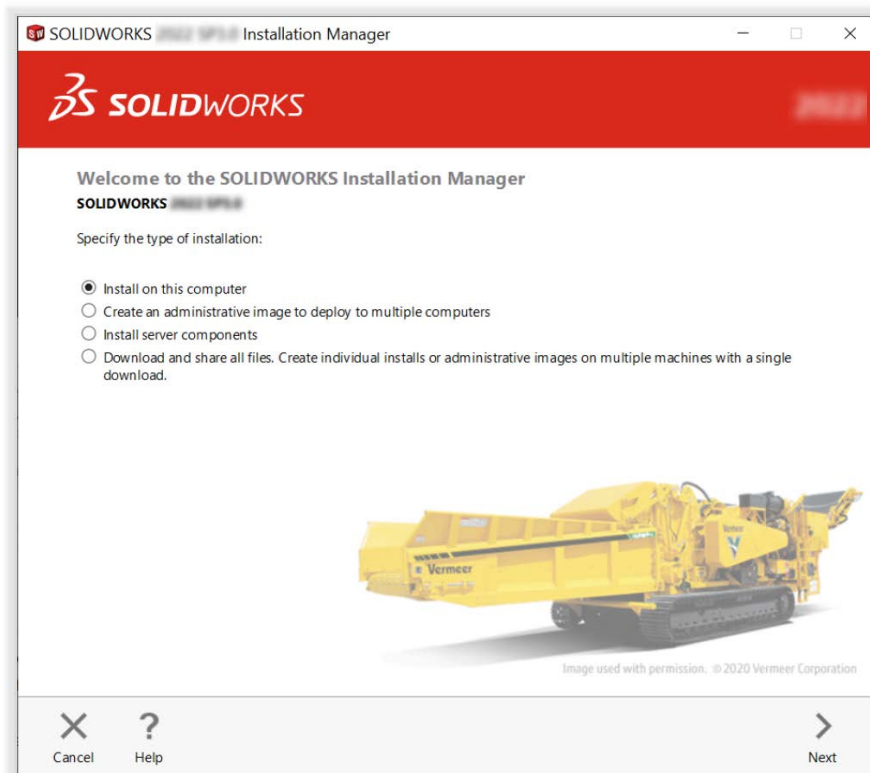 SOLIDWORKS Installation Manager
SOLIDWORKS
Welcome to the SOLIDWORKS Installation Manager
SOLIDWORKS
Specify the type of installation:
Install on this computer
Create an administrative image to deploy to multiple computers
Install server components
Download and share all files. Create individual installs or administrative images on multiple machines with a single
download.
Vermeer
Vermeer
Image used with permission. © 2020 Vermeer Corporation
Cancel
Help
Next